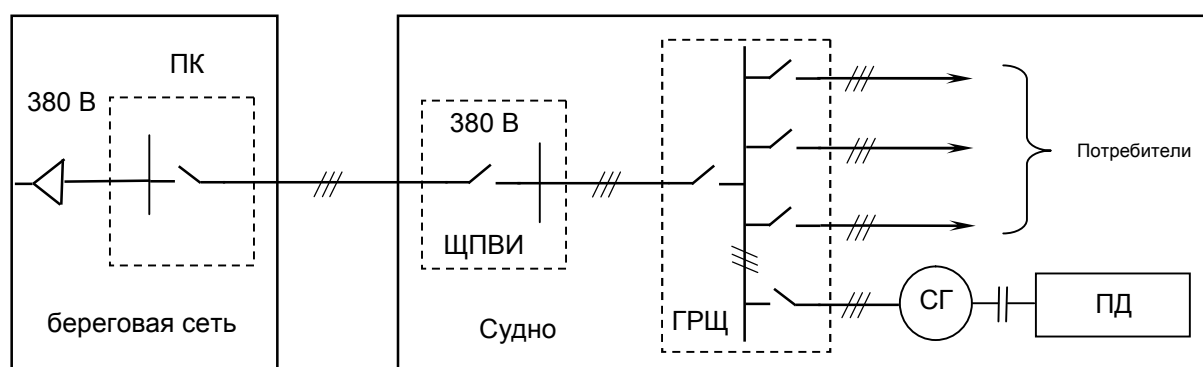 ПК
380 В
береговая сеть
380 В
ЩПВИ
Судно
ГРЩ
Потребители
СГ
ПД